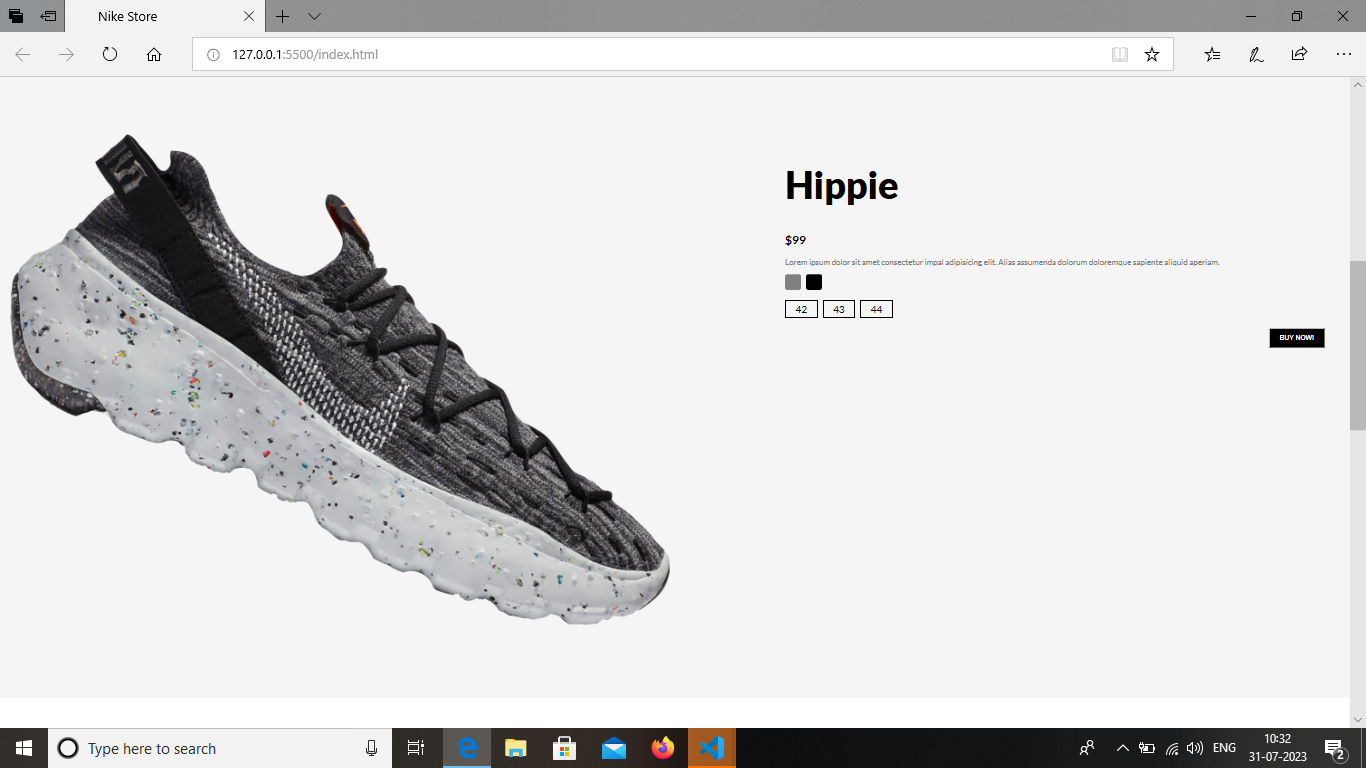 Nike Store
127.0.0.1:5500/index.html
Hippie
$99
Lorem ipsum dolor sit amet consectetur impal adipisicing elit. Alias assumenda dolorum doloremque sapiente aliquid aperiam.
42 43 44
BUY NOW!
Type here to search
ENG
10:32
31-07-2023
2